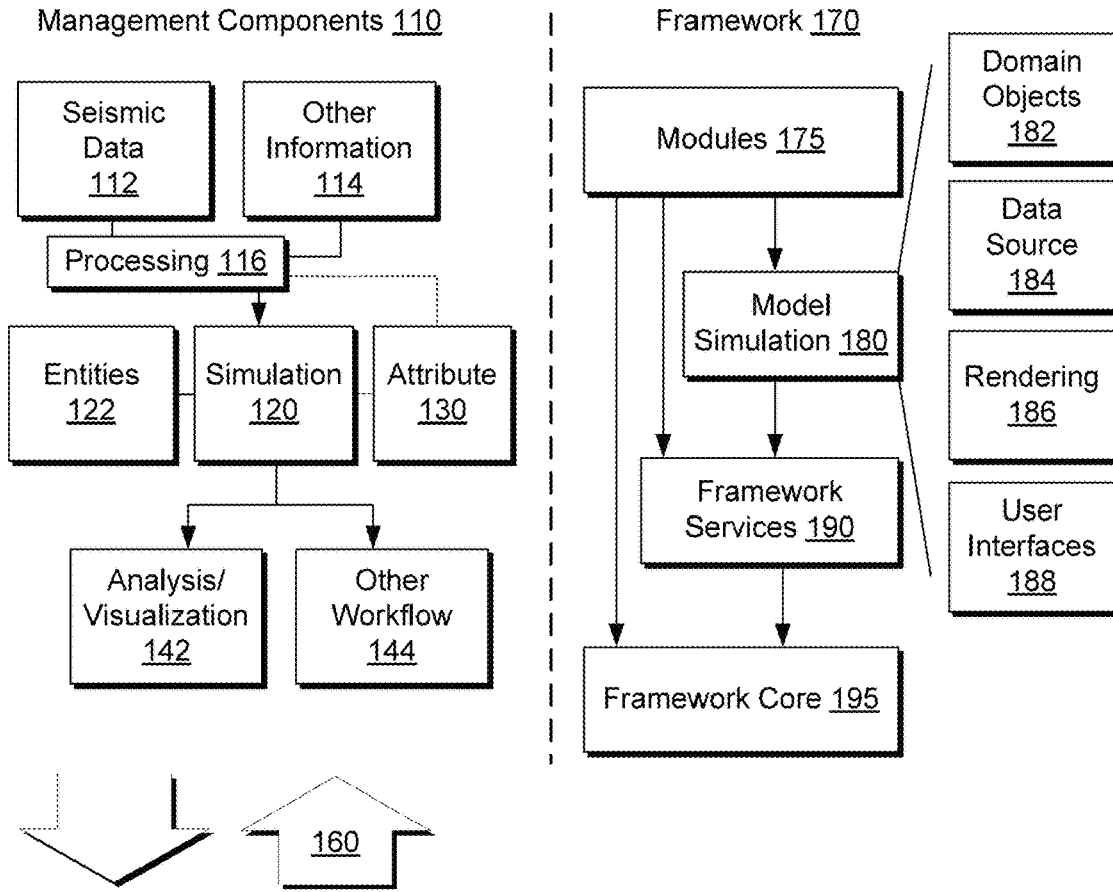 Management Components 110
Seismic
Data
112
Other
Information
114
Processing 116
Entities
122
Simulation
120
Attribute
130
Analysis/
Visualization
142
Other
Workflow
144
160
Framework 170
Modules 175
Model
Simulation 180
Framework
Services 190
Framework Core 195
Domain
Objects
182
Data
Source
184
Rendering
186
User
Interfaces
188